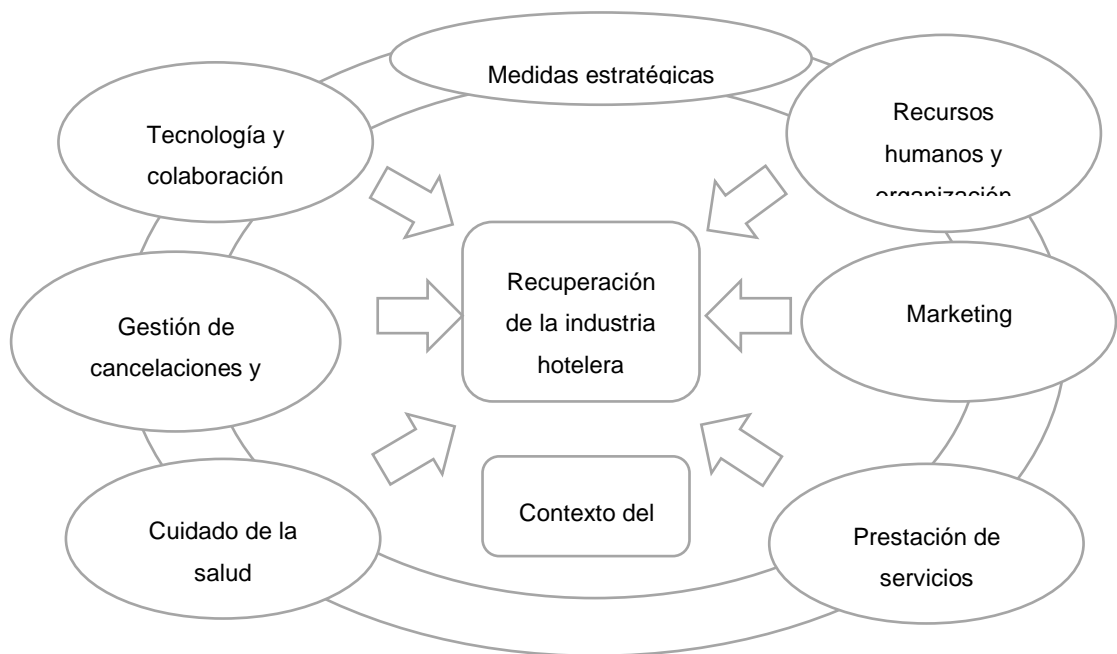 Medidas estratégicas
Tecnología y
colaboración
Recursos
humanos y
organización
Recuperación
de la industria
hotelera
Gestión de
cancelaciones y
Marketing
Cuidado de la
salud
Contexto del
Prestación de
servicios